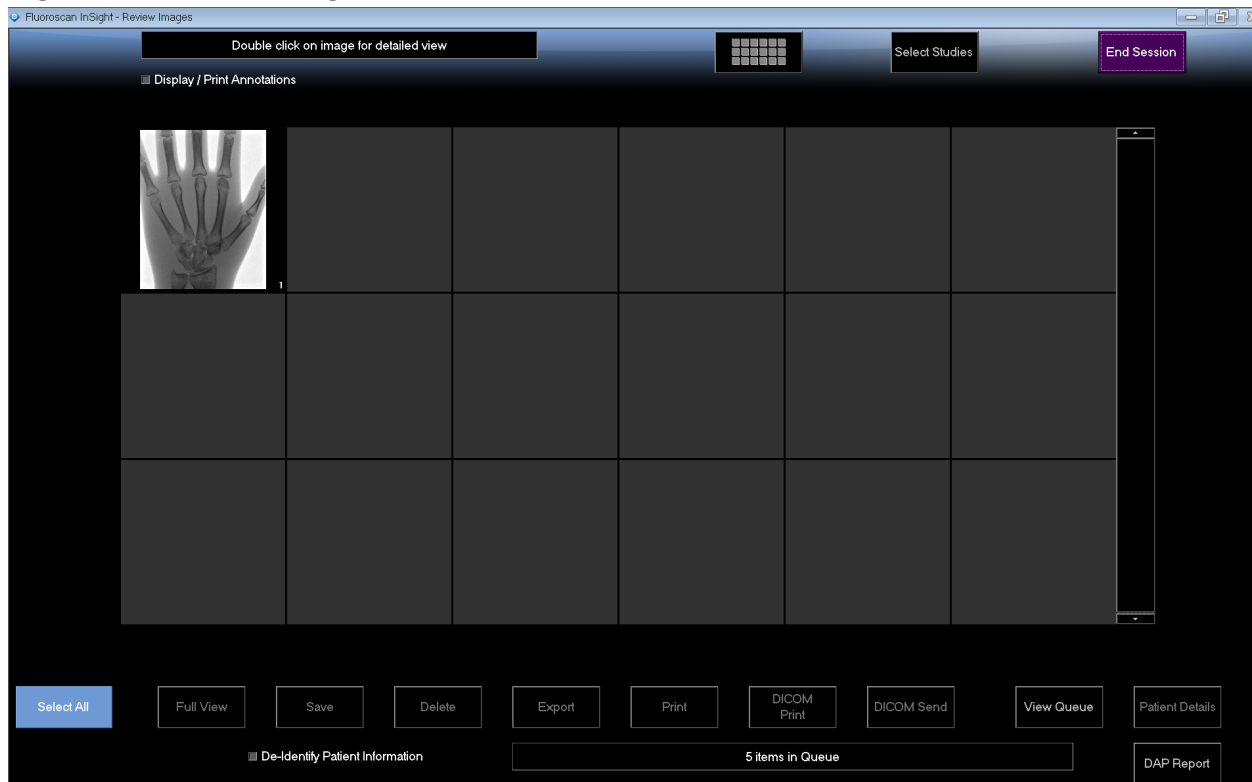 Fluoroscan InSight - Review Images
Double click on image for detailed view
Select Studies
End Session
Display / Print Annotations
1
Select All
Full View
Save
Delete
Export
Print
DICOM
Print
DICOM Send
View Queue
Patient Details
De-Identify Patient Information
5 items in Queue
DAP Report